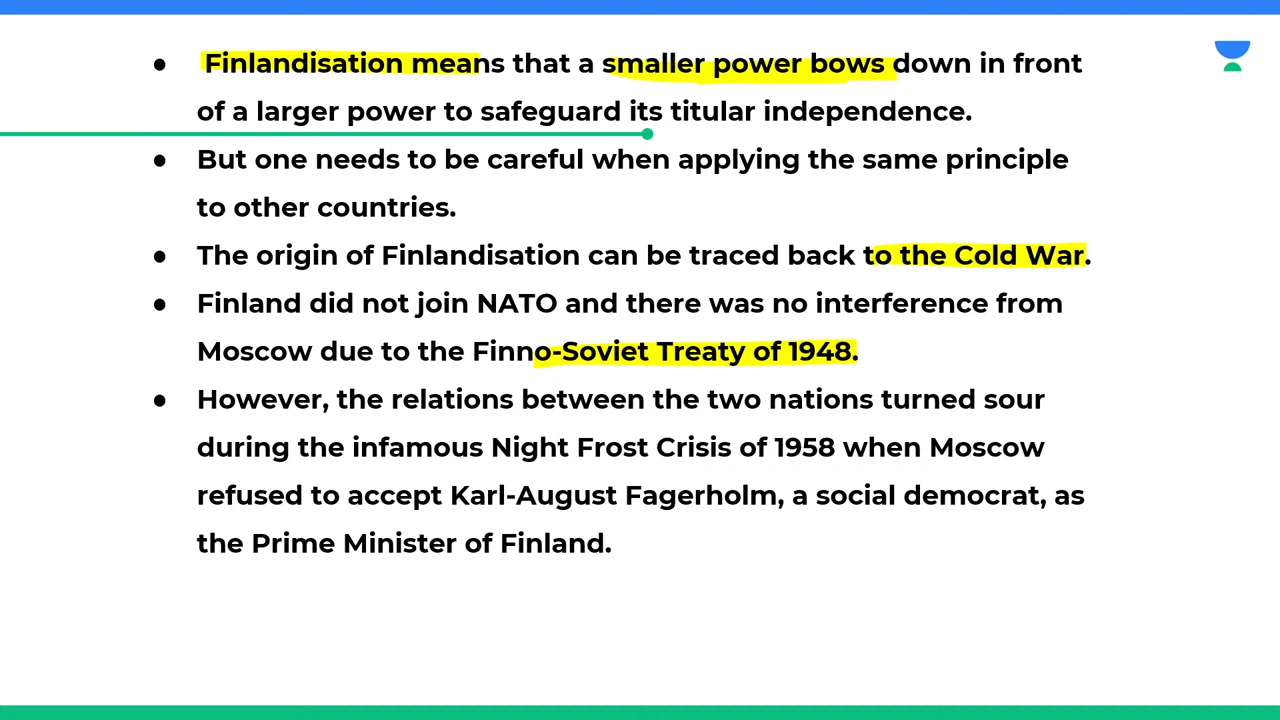 ● Finlandisation means that a smaller power bows down in front
of a larger power to safeguard its titular independence.
● But one needs to be careful when applying the same principle
to other countries.
● The origin of Finlandisation can be traced back to the Cold War.
● Finland did not join NATO and there was no interference from
Moscow due to the Finno-Soviet Treaty of 1948.
● However, the relations between the two nations turned sour
during the infamous Night Frost Crisis of 1958 when Moscow
refused to accept Karl-August Fagerholm, a social democrat, as
the Prime Minister of Finland.